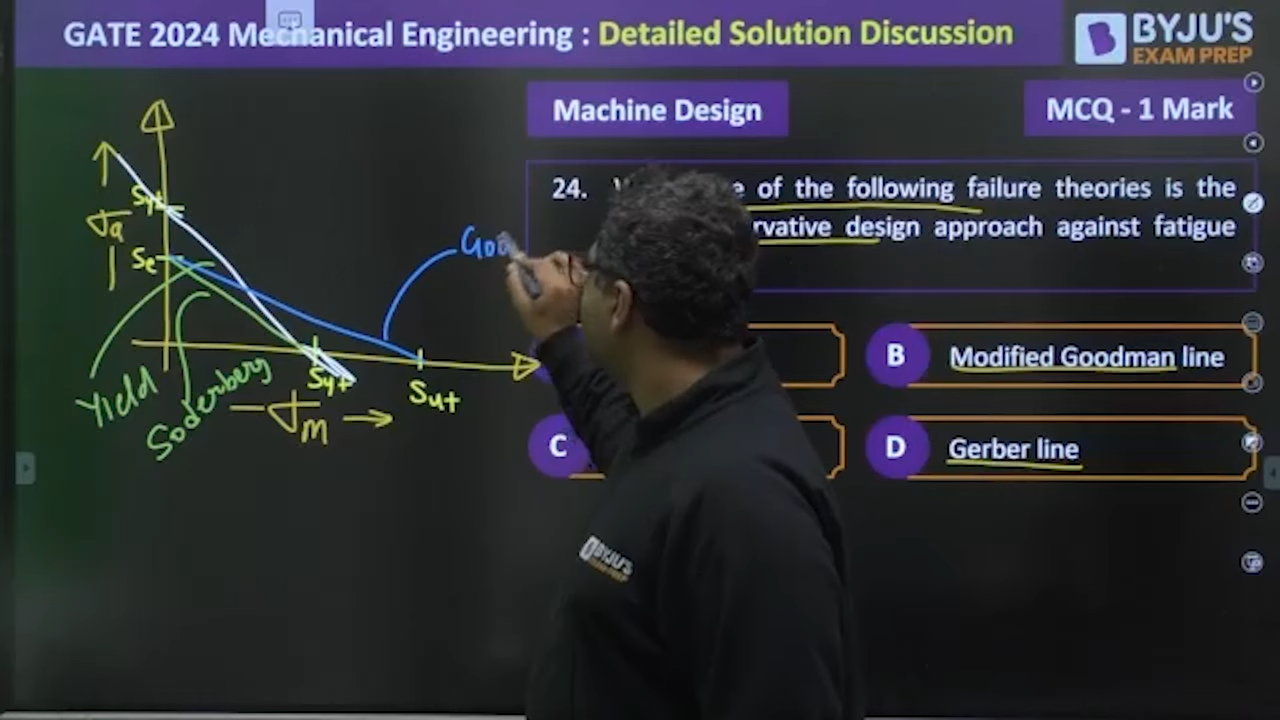 GATE 2024 Mechanical Engineering : Detailed Solution Discussion
BYJU'S
EXAM PREP
Machine Design
MCQ - 1 Mark
24. of the following failure theories is the
design approach against fatigue
B Modified Goodman line
C
D Gerber line
Syt
σa
Se
Yield
Soderberg
σm
Syt
Sut
BYJU'S
EXAM PREP